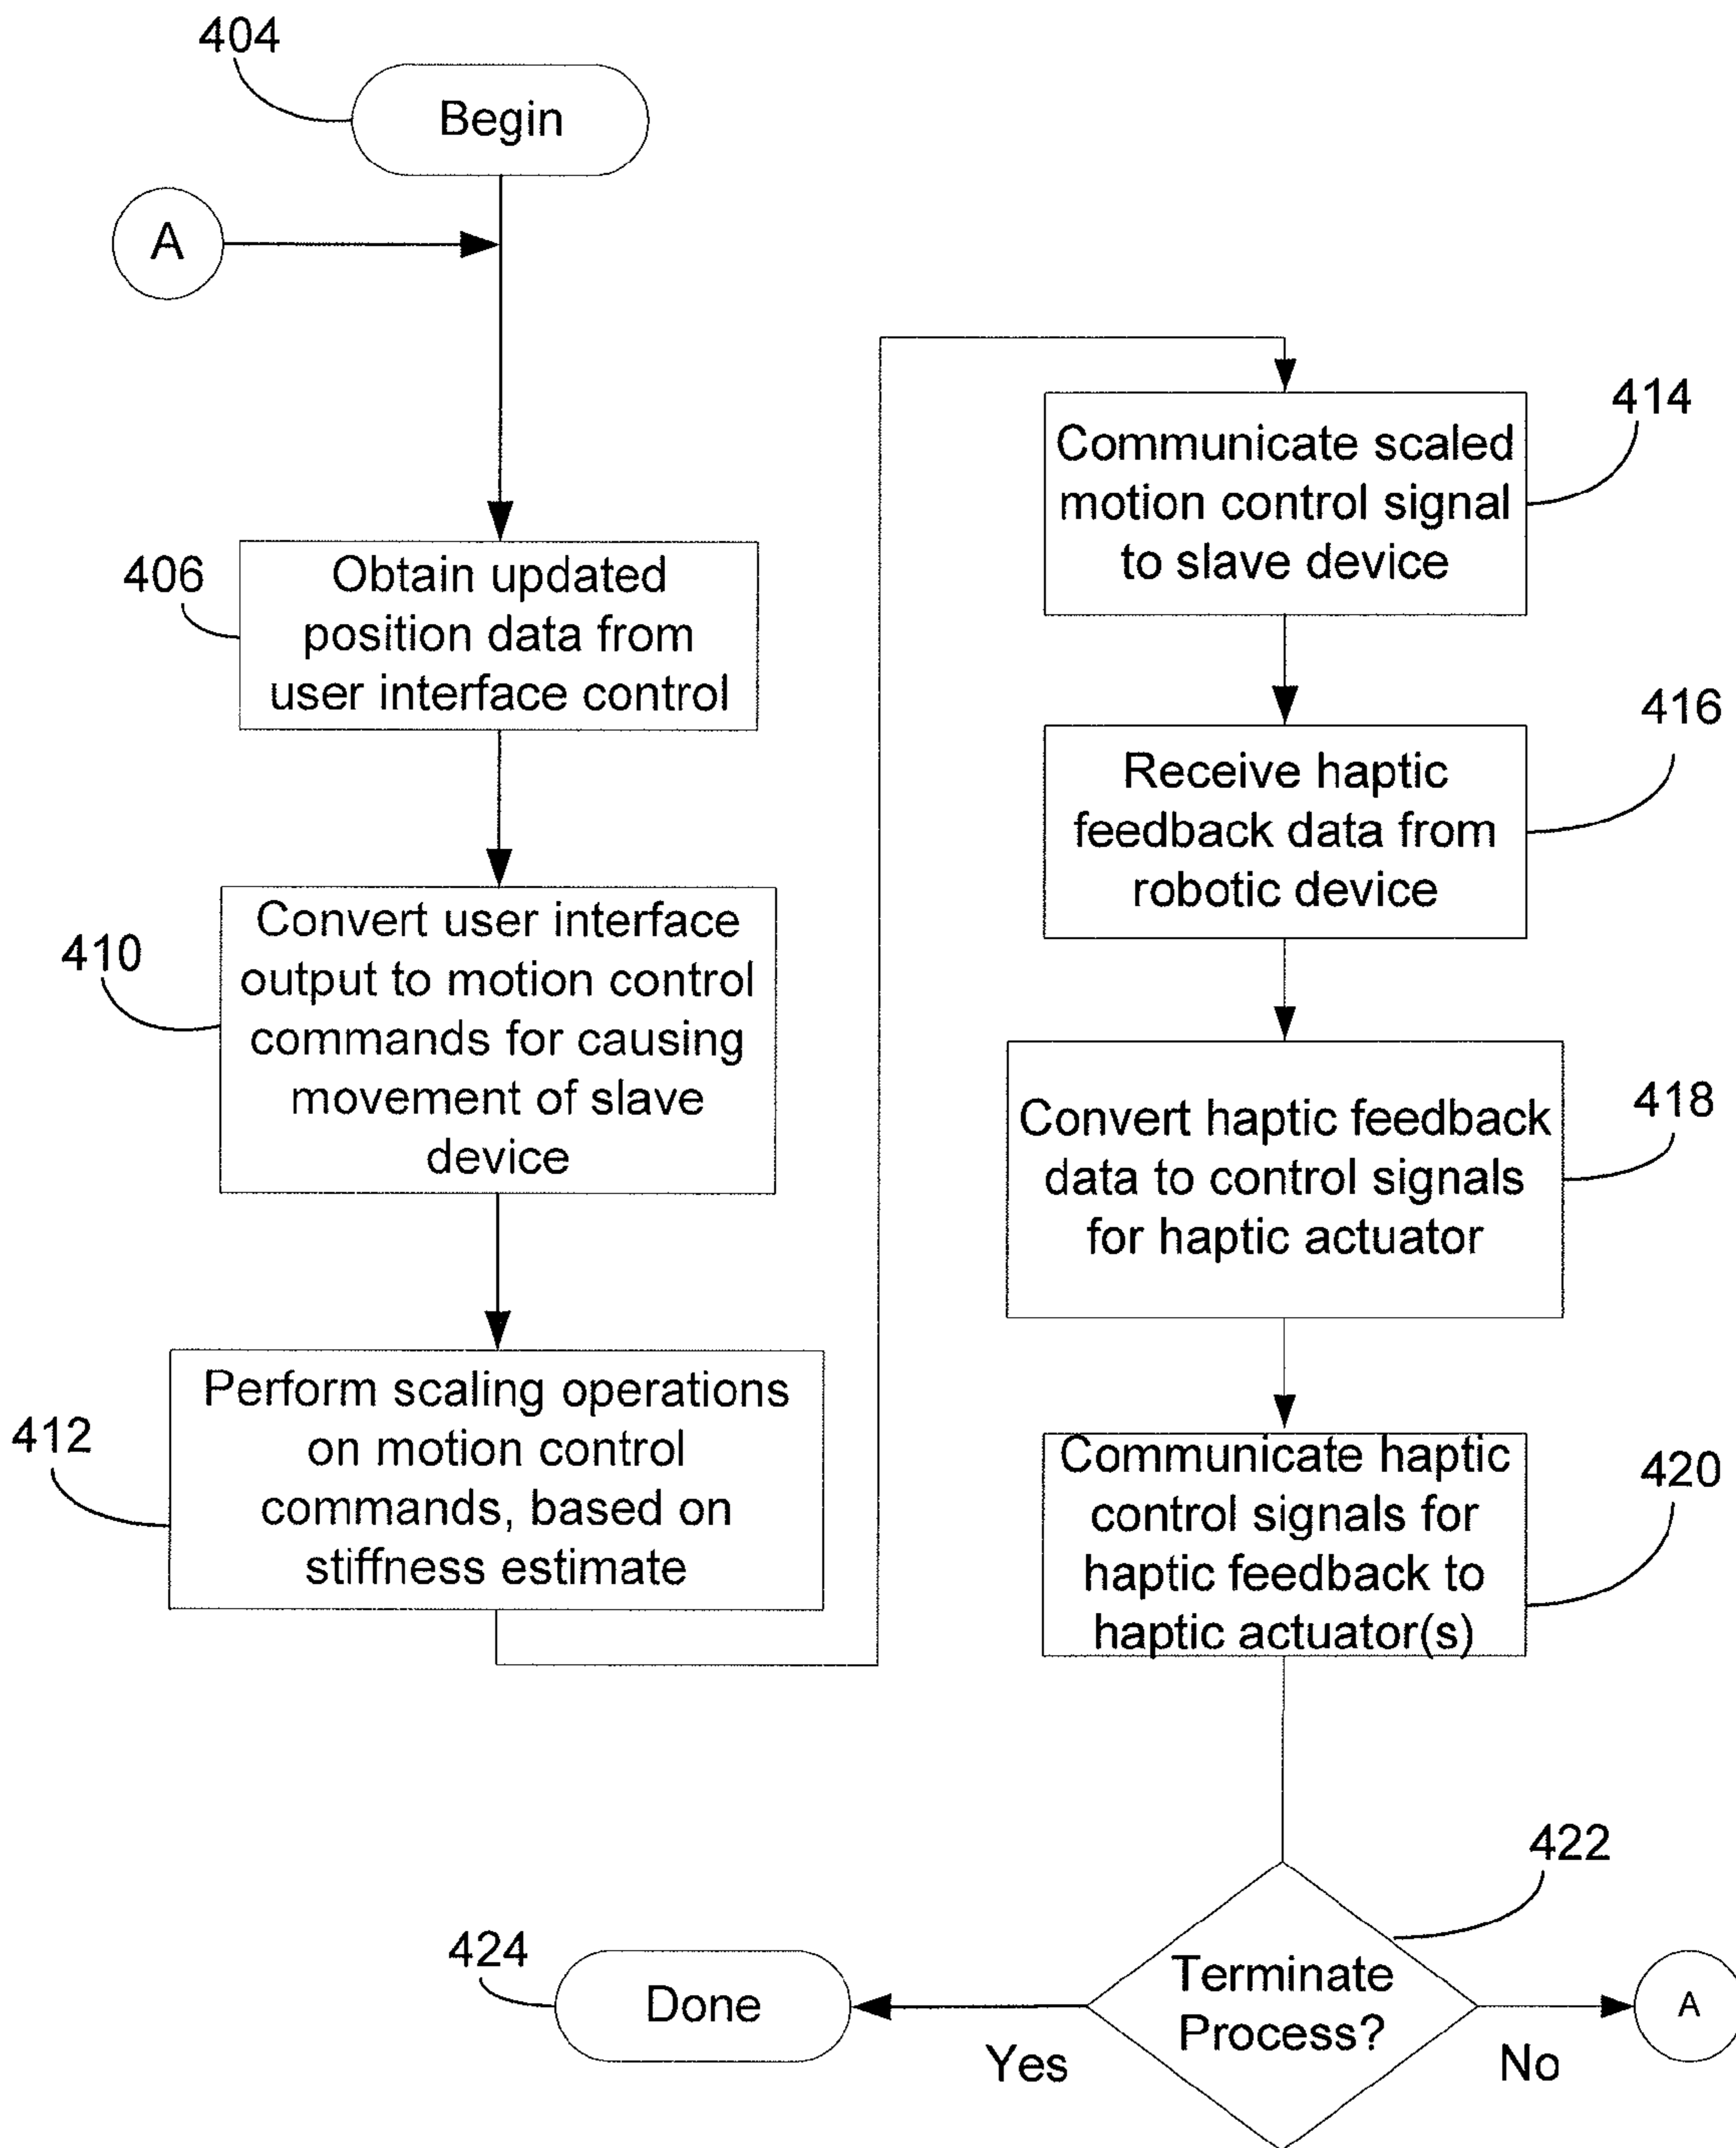 404
Begin
A
406
Obtain updated
position data from
user interface control
410
Convert user interface
output to motion control
commands for causing
movement of slave
device
412
Perform scaling operations
on motion control
commands, based on
stiffness estimate
414
Communicate scaled
motion control signal
to slave device
416
Receive haptic
feedback data from
robotic device
418
Convert haptic feedback
data to control signals
for haptic actuator
420
Communicate haptic
control signals for
haptic feedback to
haptic actuator(s)
422
Terminate
Process?
Yes
No
A
424
Done